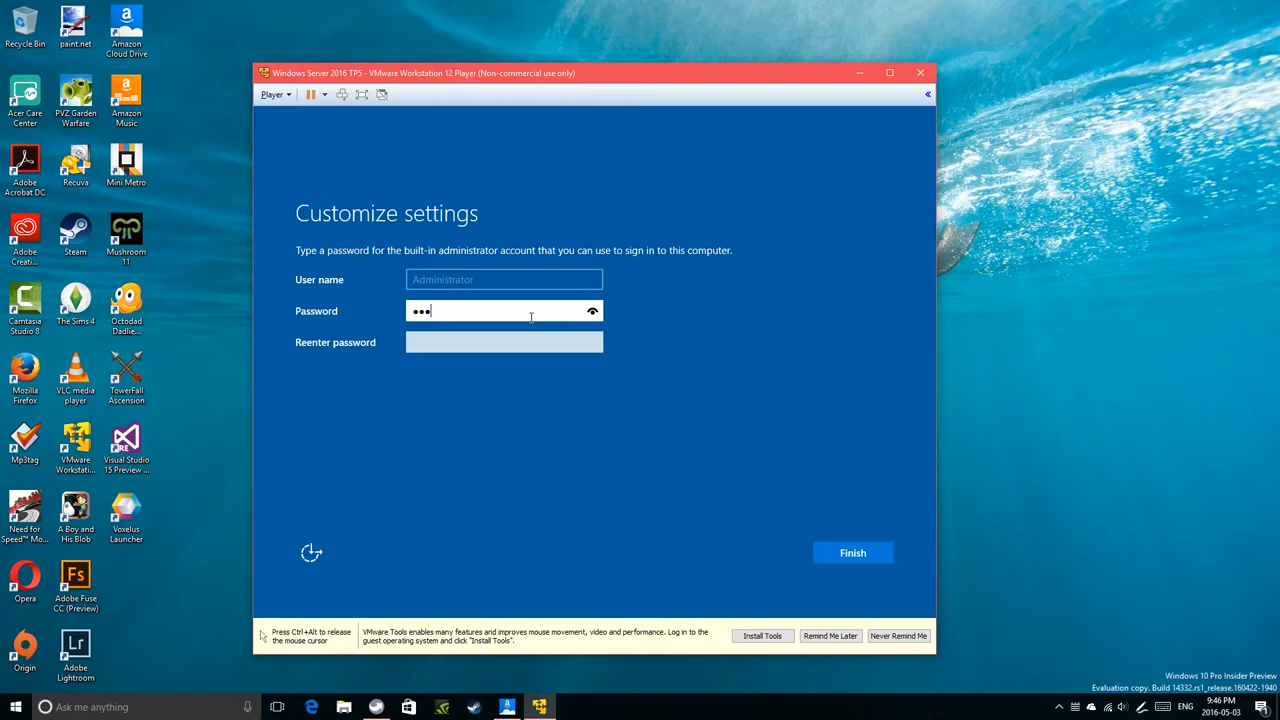 Recycle Bin
paint.net
Amazon
Cloud Drive
Acer Care
Center
PVZ Garden
Warfare
Amazon
Music
Adobe
Acrobat DC
Recuva
Mini Metro
Adobe
Creati...
Steam
Mushroom
11
Camtasia
Studio 8
The Sims 4
Octodad
Dadlie...
Mozilla
Firefox
VLC media
player
TowerFall
Ascension
Mp3tag
VMware
Workstati...
Visual Studio
15 Preview ...
Need for
Speed™ Mo...
A Boy and
His Blob
Voxelus
Launcher
Opera
Adobe Fuse
CC (Preview)
Origin
Adobe
Lightroom
Windows Server 2016 TP5 - VMware Workstation 12 Player (Non-commercial use only)
Player
Customize settings
Type a password for the built-in administrator account that you can use to sign in to this computer.
User name
Administrator
Password
Reenter password
Finish
Press Ctrl+Alt to release
the mouse cursor
VMware Tools enables many features and improves mouse movement, video and performance. Log in to the
guest operating system and click "Install Tools".
Install Tools
Remind Me Later
Never Remind Me
Windows 10 Pro Insider Preview
Evaluation copy. Build 14332.rs1_release.160422-1940
Ask me anything
ENG
9:46 PM
2016-05-03